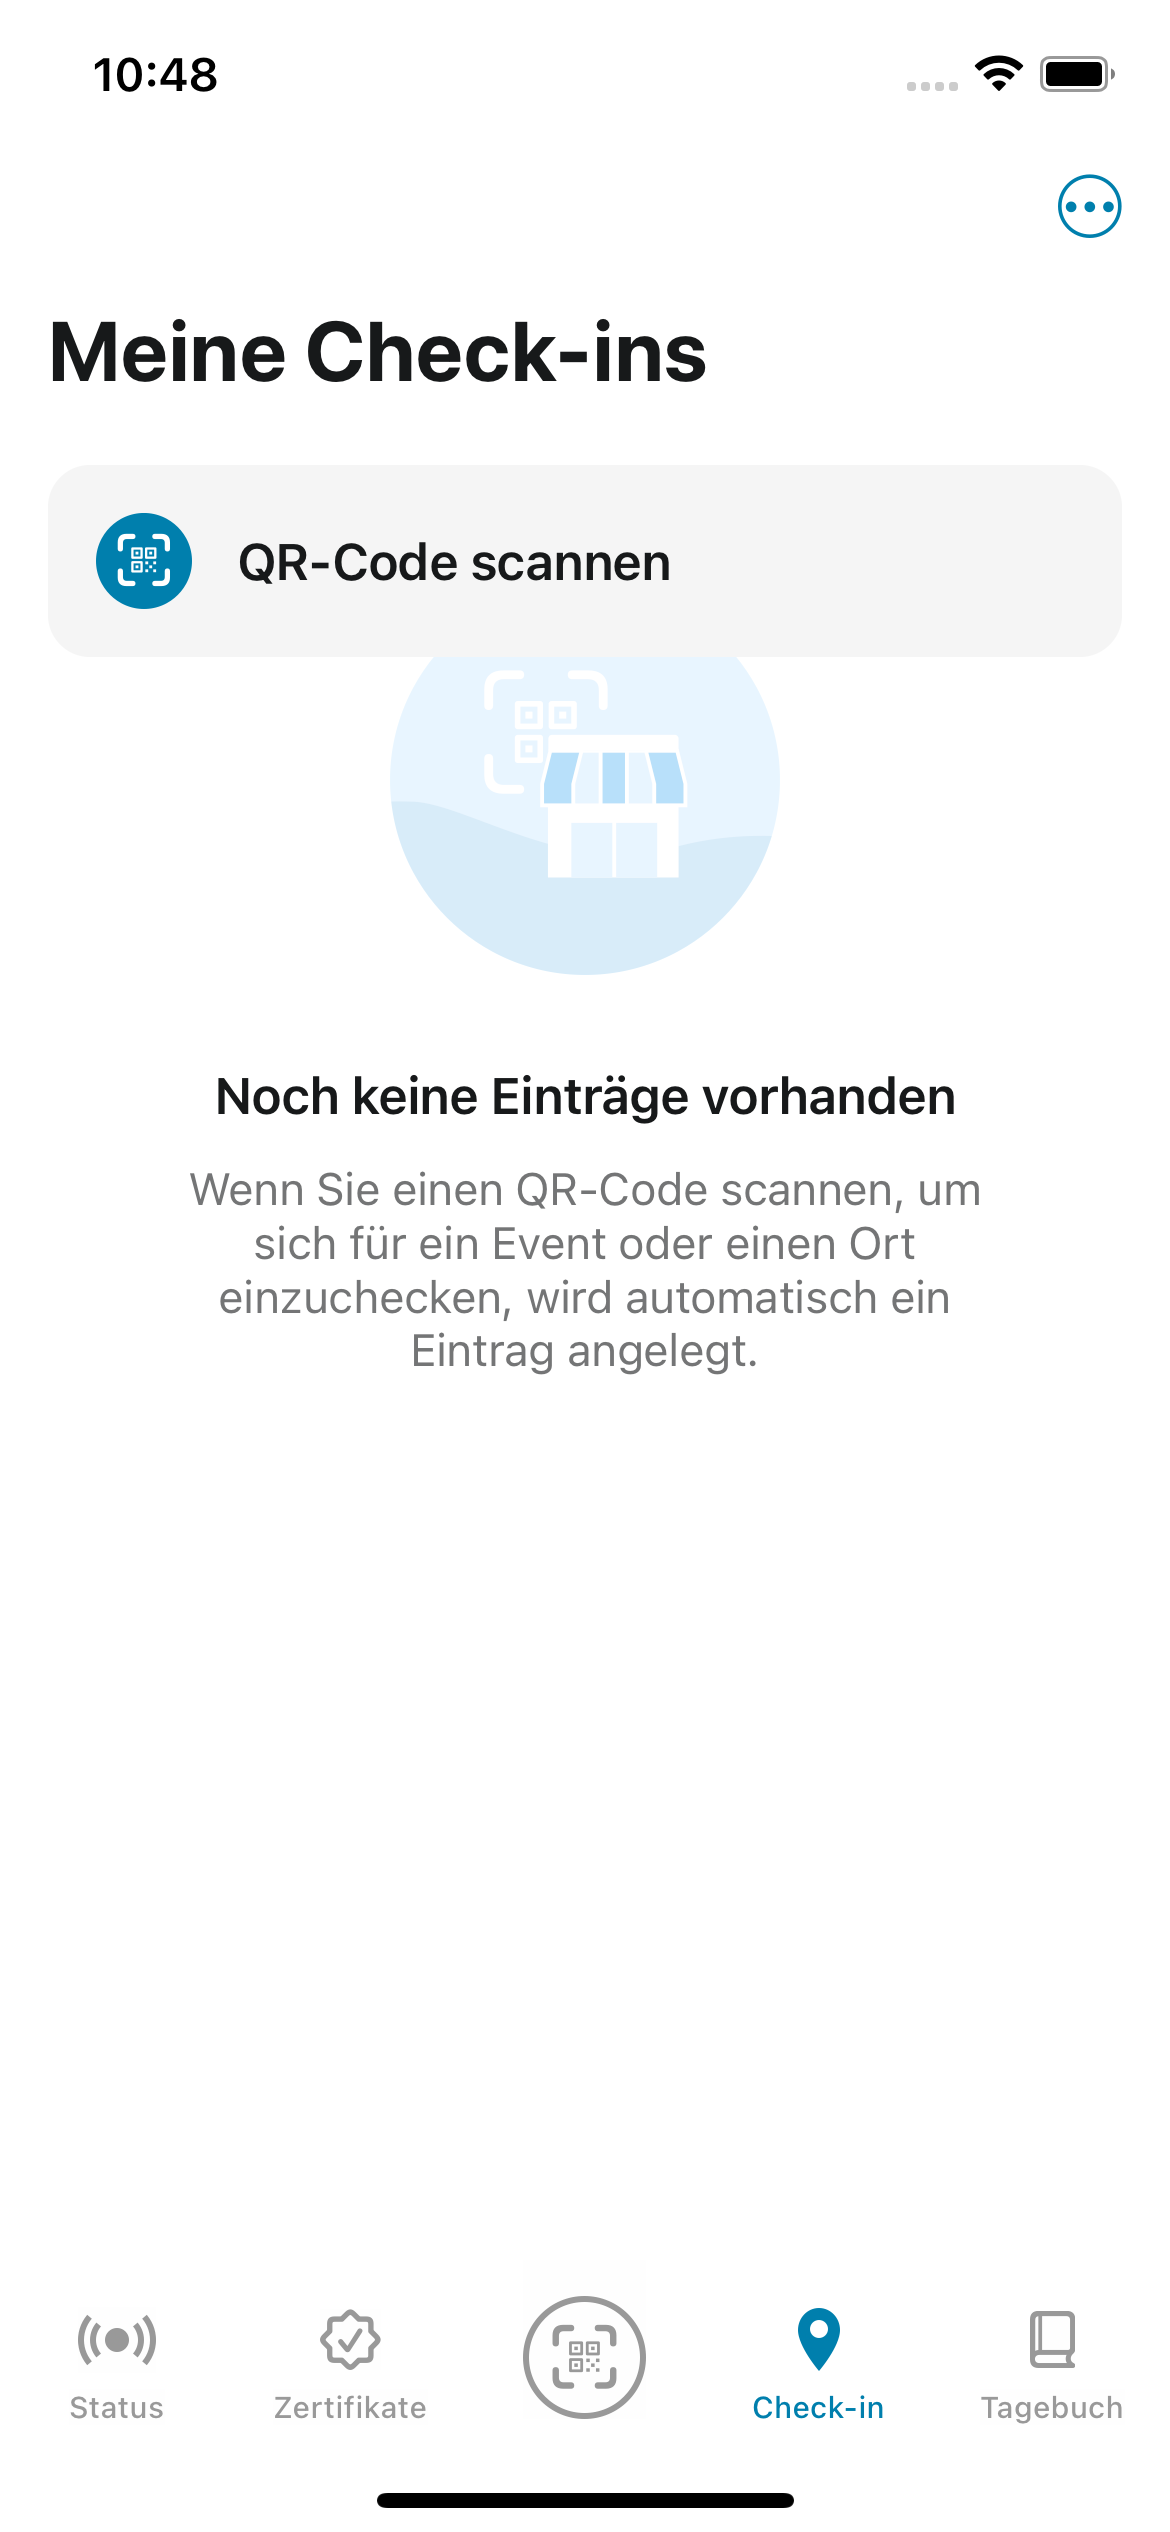 10:48
Meine Check-ins
QR-Code scannen
Noch keine Einträge vorhanden
Wenn Sie einen QR-Code scannen, um
sich für ein Event oder einen Ort
einzuchecken, wird automatisch ein
Eintrag angelegt.
Status
Zertifikate
Check-in
Tagebuch